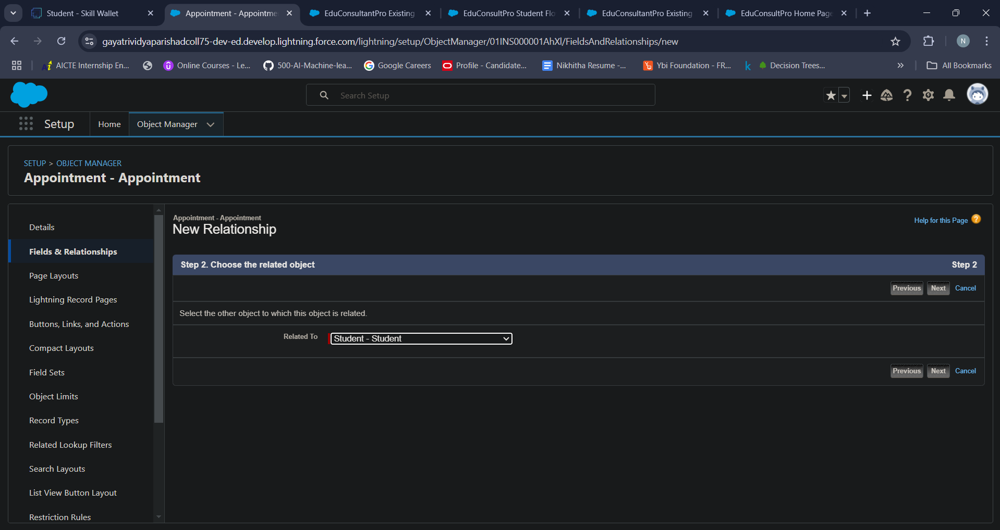 Student - Skill Wallet
Appointment - Appointme
EduConsultantPro Existing
EduConsultPro Student Flo
EduConsultantPro Existing
EduConsultPro Home Page
gayatrividyaparishadcoll75-dev-ed.develop.lightning.force.com/lightning/setup/ObjectManager/01INS000001AhXl/FieldsAndRelationships/new
N
AICTE Internship En...
Online Courses - Le...
500-AI-Machine-lea...
Google Careers
Profile - Candidate...
Nikhitha Resume -...
Ybi Foundation - FR...
k
Decision Trees...
All Bookmarks
Search Setup
Setup
Home
Object Manager
SETUP > OBJECT MANAGER
Appointment - Appointment
Details
Fields & Relationships
Page Layouts
Lightning Record Pages
Buttons, Links, and Actions
Compact Layouts
Field Sets
Object Limits
Record Types
Related Lookup Filters
Search Layouts
List View Button Layout
Restriction Rules
Appointment - Appointment
New Relationship
Help for this Page
Step 2. Choose the related object
Step 2
Previous Next Cancel
Select the other object to which this object is related.
Related To
Student - Student
Previous Next Cancel